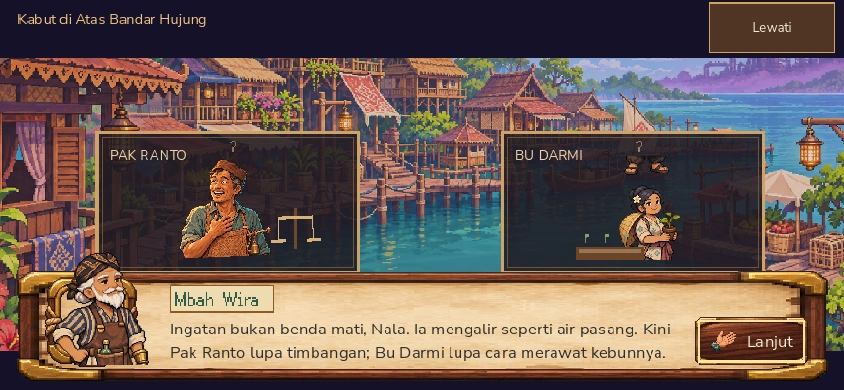 Kabut di Atas Bandar Hujung
Lewati
?
PAK RANTO
?
BU DARMI
Mbah Wira
Ingatan bukan benda mati, Nala. Ia mengalir seperti air pasang. Kini
Pak Ranto lupa timbangan; Bu Darmi lupa cara merawat kebunnya.
Lanjut